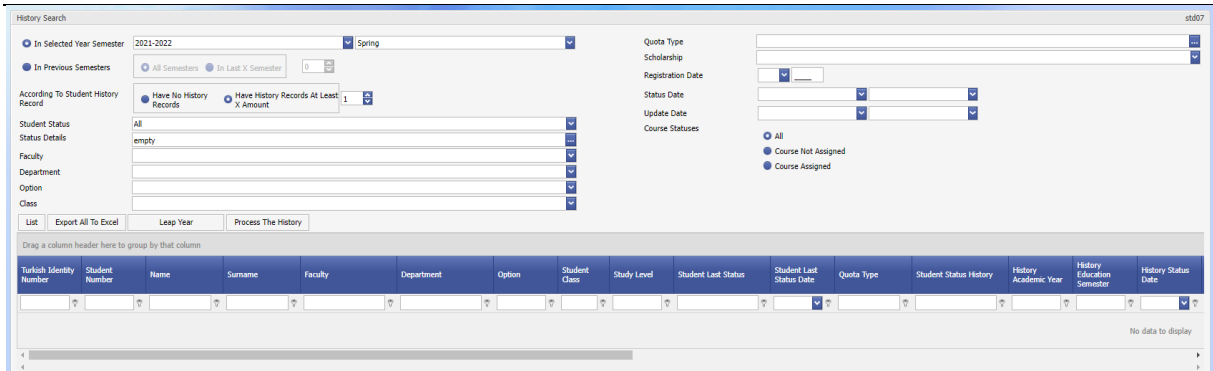 History Search std07
In Selected Year Semester 2021-2022 Spring
In Previous Semesters All Semesters In Last X Semester 0
According To Student History Record Have No History Records Have History Records At Least X Amount 1
Student Status All
Status Details empty
Faculty
Department
Option
Class
Quota Type ...
Scholarship
Registration Date
Status Date
Update Date
Course Statuses All
Course Not Assigned
Course Assigned
List Export All To Excel Leap Year Process The History
Drag a column header here to group by that column
Turkish Identity Number Student Number Name Surname Faculty Department Option Student Class Study Level Student Last Status Student Last Status Date Quota Type Student Status History History Academic Year History Education Semester History Status Date
No data to display